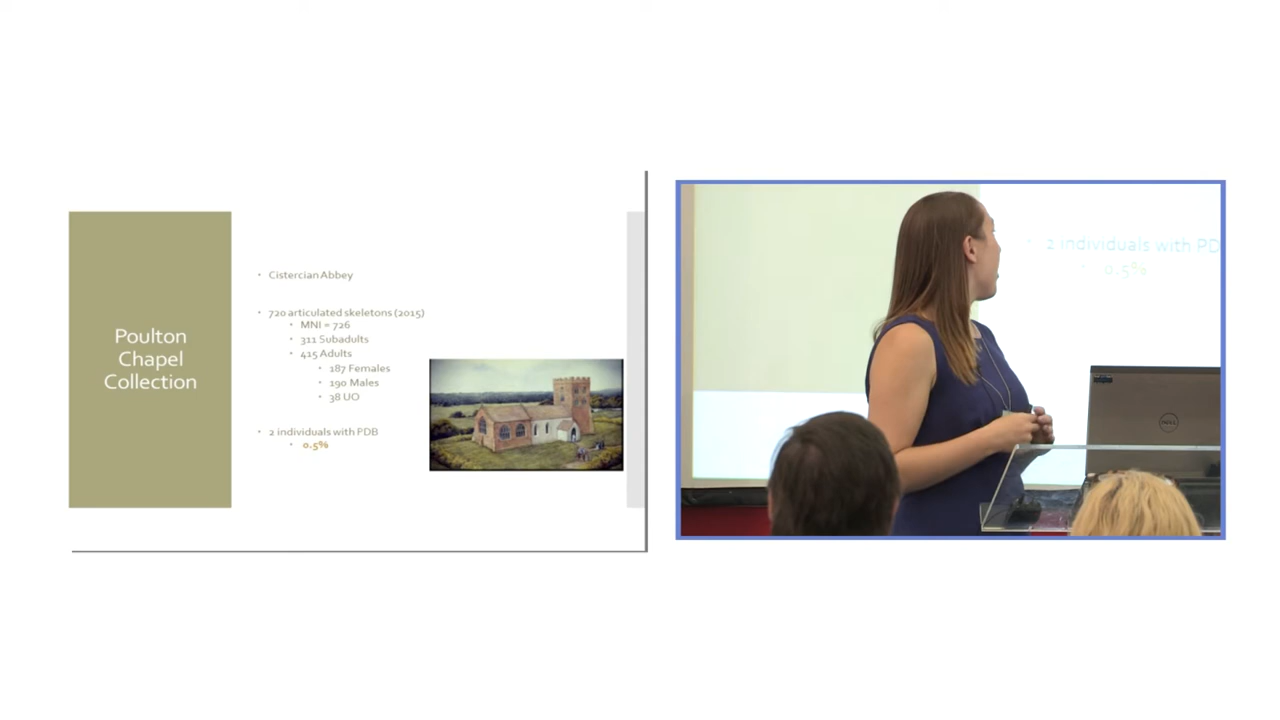 Poulton
Chapel
Collection
• Cistercian Abbey
• 720 articulated skeletons (2015)
• MNI = 726
• 311 Subadults
• 415 Adults
• 187 Females
• 190 Males
• 38 UO
• 2 individuals with PDB
• 0.5%
• 2 individuals with PD
• 0.5%
DELL